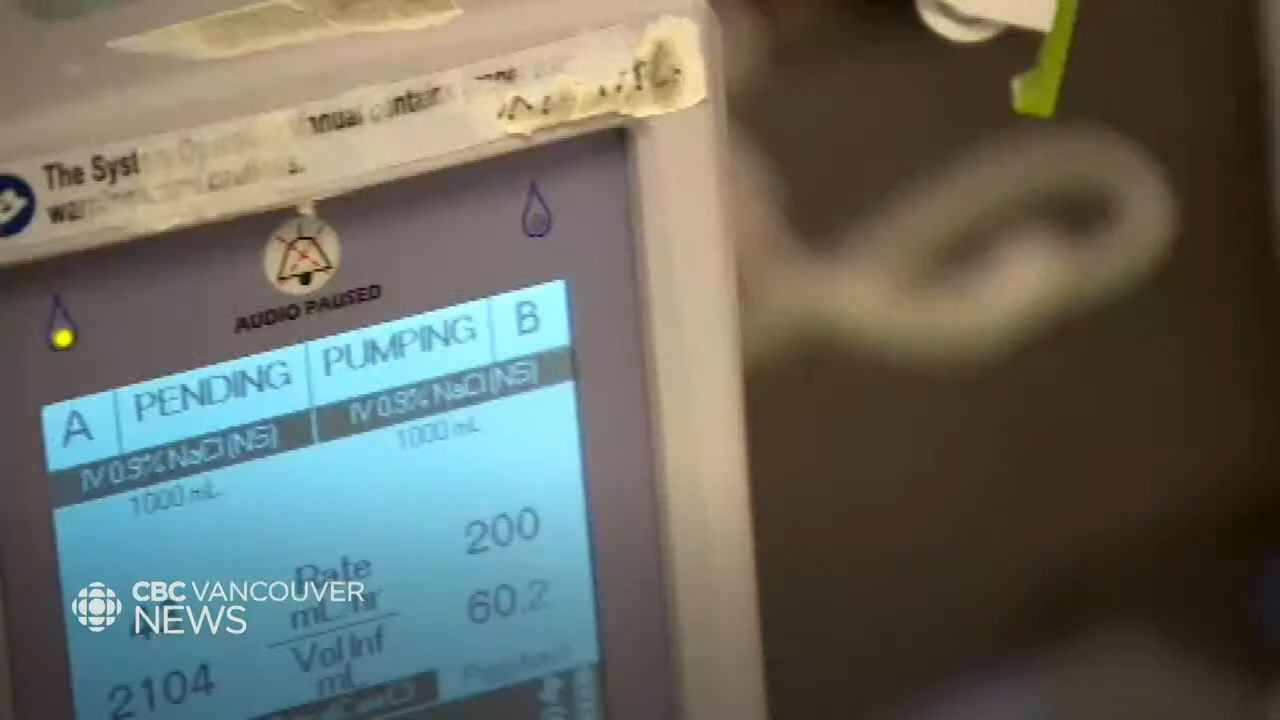 The System
AUDIO PAUSED
A PENDING PUMPING B
IV 0.9% NaCl (NS) IV 0.9% NaCl (NS)
1000 mL 1000 mL
200
Rate
mL/hr
60.2
Vol Inf
mL
2104
CBC VANCOUVER
NEWS